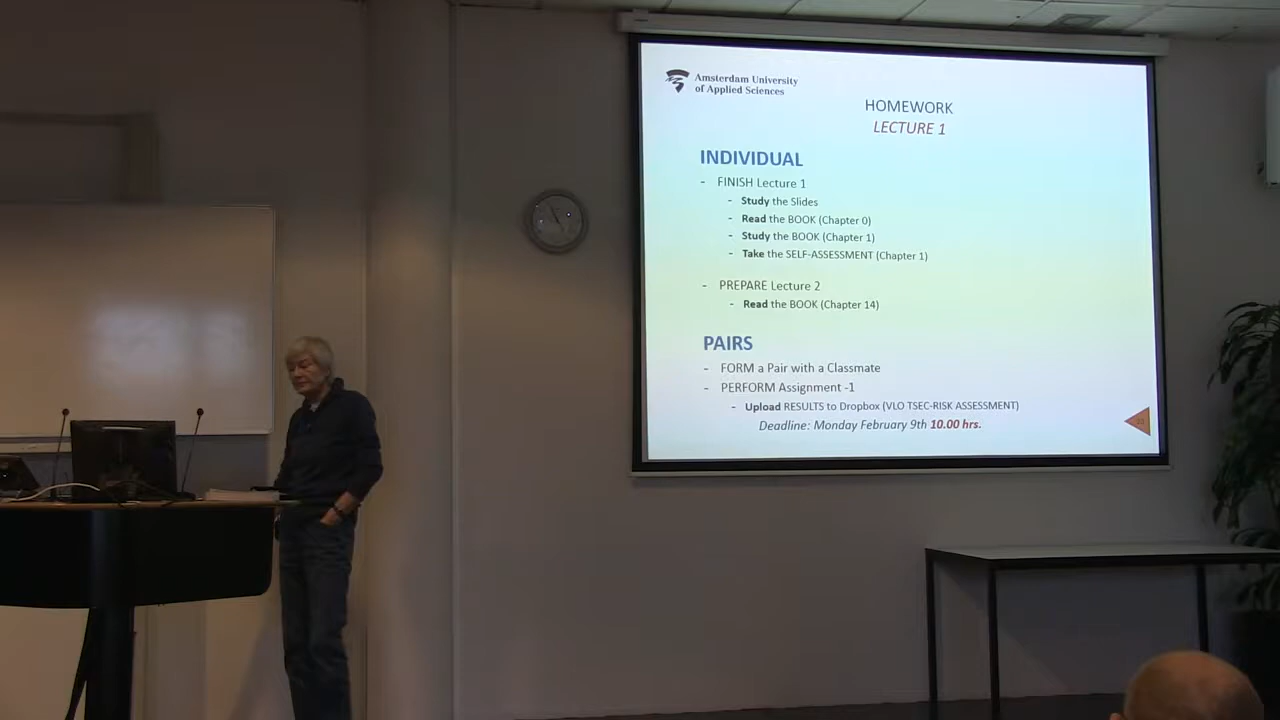 Amsterdam University
of Applied Sciences
HOMEWORK
LECTURE 1
INDIVIDUAL
- FINISH Lecture 1
- Study the Slides
- Read the BOOK (Chapter 0)
- Study the BOOK (Chapter 1)
- Take the SELF-ASSESSMENT (Chapter 1)
- PREPARE Lecture 2
- Read the BOOK (Chapter 14)
PAIRS
- FORM a Pair with a Classmate
- PERFORM Assignment -1
- Upload RESULTS to Dropbox (VLO TSEC-RISK ASSESSMENT)
Deadline: Monday February 9th 10.00 hrs.